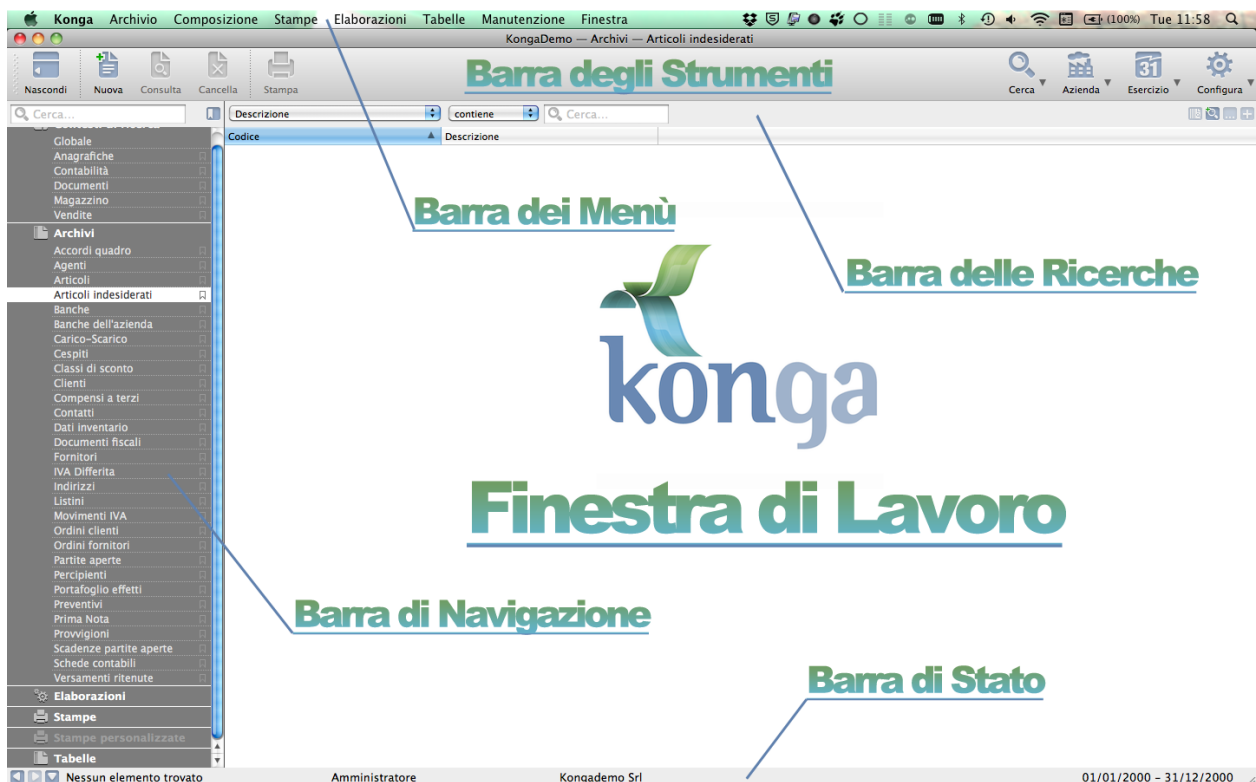 Konga Archivio Composizione Stampe Elaborazioni Tabelle Manutenzione Finestra (100%) Tue 11:58
KongaDemo — Archivi — Articoli indesiderati
Nascondi Nuova Consulta Cancella Stampa Barra degli Strumenti Cerca Azienda 31 Esercizio Configura
Cerca... Descrizione contiene Cerca...
Codice Descrizione
Globale
Anagrafiche
Contabilità
Documenti
Magazzino
Vendite
Archivi
Accordi quadro
Agenti
Articoli
Articoli indesiderati
Banche
Banche dell'azienda
Carico-Scarico
Cespiti
Classi di sconto
Clienti
Compensi a terzi
Contatti
Dati inventario
Documenti fiscali
Fornitori
IVA Differita
Indirizzi
Listini
Movimenti IVA
Ordini clienti
Ordini fornitori
Partite aperte
Percipienti
Portafoglio effetti
Preventivi
Prima Nota
Provvigioni
Scadenze partite aperte
Schede contabili
Versamenti ritenute
Elaborazioni
Stampe
Stampe personalizzate
Tabelle
Barra dei Menù
Barra delle Ricerche
konga
Finestra di Lavoro
Barra di Navigazione
Barra di Stato
Nessun elemento trovato Amministratore Kongademo Srl 01/01/2000 - 31/12/2000